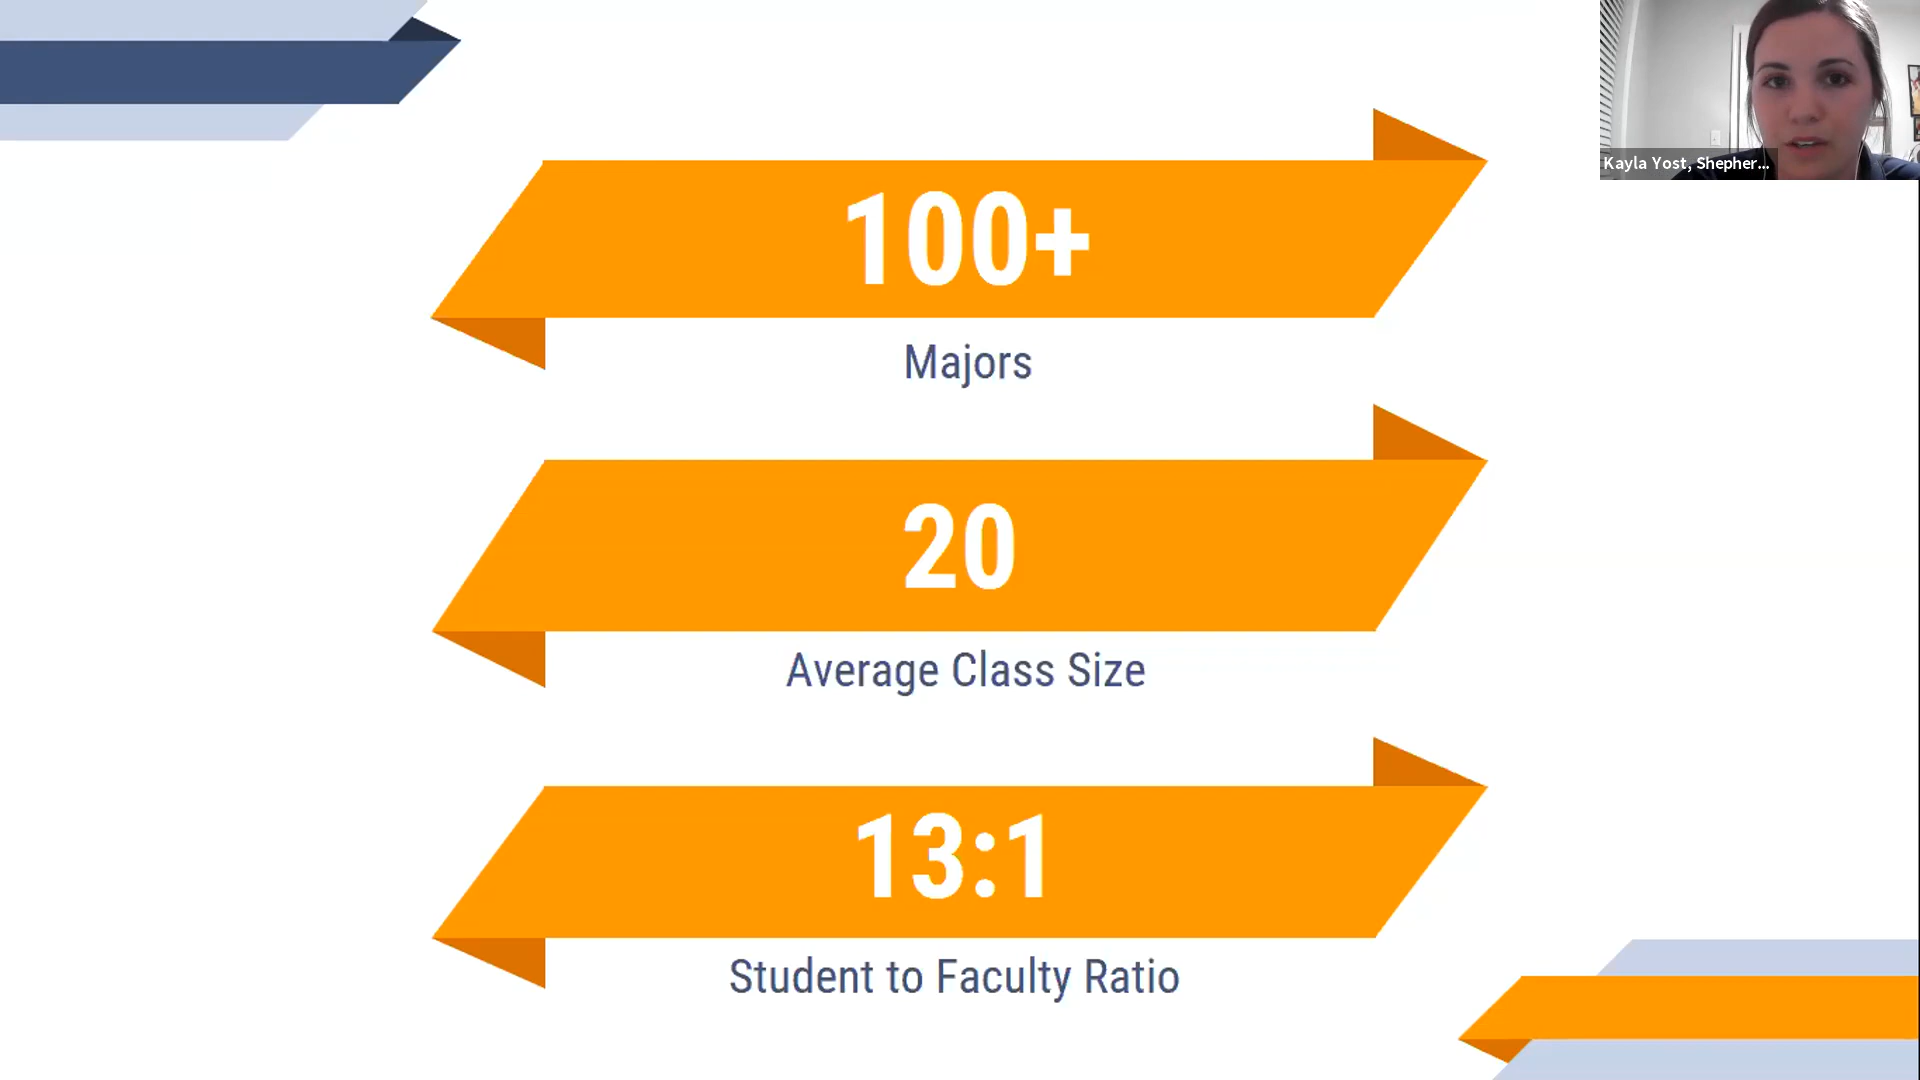 100+
Majors
20
Average Class Size
13:1
Student to Faculty Ratio
Kayla Yost, Shepher...